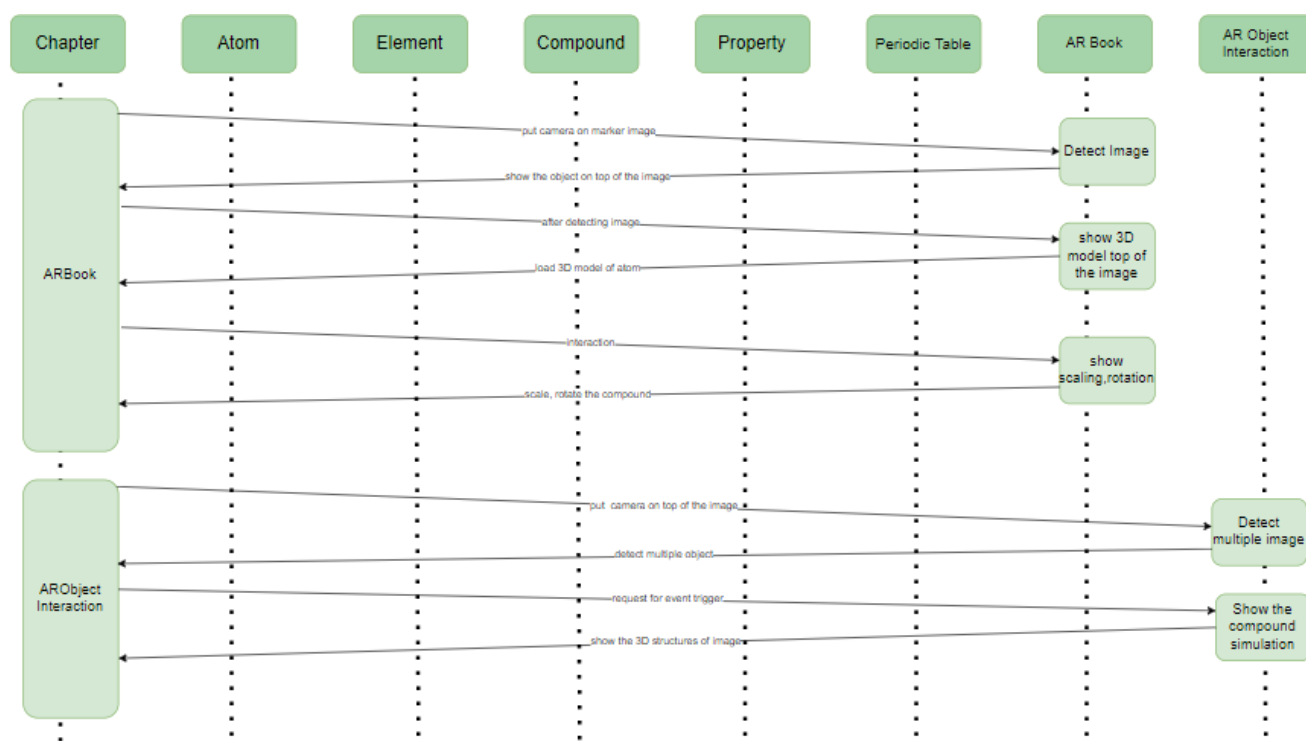 Chapter
Atom
Element
Compound
Property
Periodic Table
AR Book
AR Object
Interaction
ARBook
put camera on marker image
Detect Image
show the object on top of the image
after detecting image
show 3D
model top of
the image
load 3D model of atom
interaction
show
scaling,rotation
scale, rotate the compound
ARObject
Interaction
put camera on top of the image
Detect
multiple image
detect multiple object
request for event trigger
Show the
compound
simulation
show the 3D structures of image